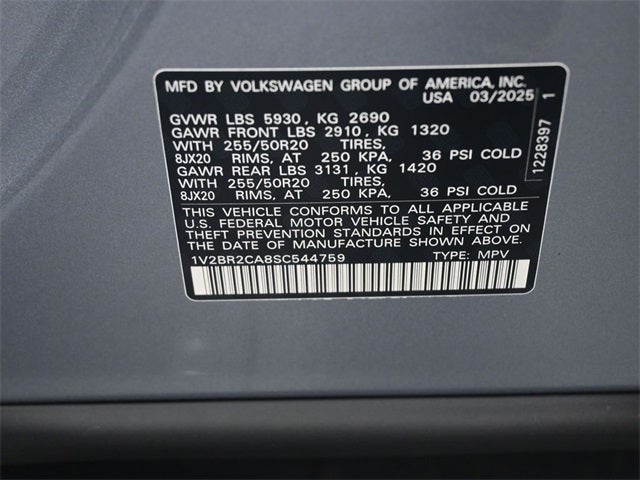 MFD BY VOLKSWAGEN GROUP OF AMERICA, INC.
USA 03/2025
GVWR LBS 5930, KG 2690
GAWR FRONT LBS 2910, KG 1320
WITH 255/50R20 TIRES,
8JX20 RIMS, AT 250 KPA, 36 PSI COLD
GAWR REAR LBS 3131, KG 1420
WITH 255/50R20 TIRES,
8JX20 RIMS, AT 250 KPA, 36 PSI COLD
THIS VEHICLE CONFORMS TO ALL APPLICABLE
U.S. FEDERAL MOTOR VEHICLE SAFETY AND
THEFT PREVENTION STANDARDS IN EFFECT ON
THE DATE OF MANUFACTURE SHOWN ABOVE.
1V2BR2CA8SC544759 TYPE: MPV
1228397 1